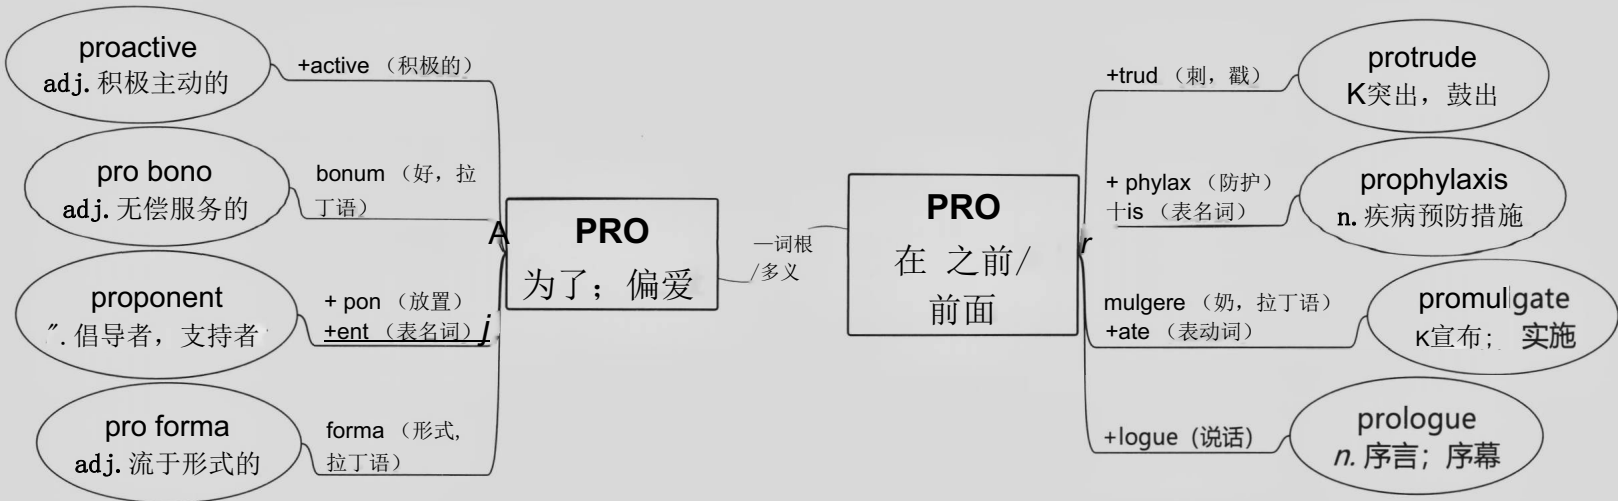 proactive
adj.积极主动的
+active（积极的）
pro bono
adj.无偿服务的
bonum（好，拉
丁语）
proponent
″.倡导者，支持者
+ pon（放置）
+ent（表名词）
pro forma
adj.流于形式的
forma（形式,
拉丁语）
A
j
PRO
为了；偏爱
—词根
/多义
PRO
在 之前/
前面
r
+trud（刺，戳）
protrude
K突出，鼓出
+ phylax（防护）
十is（表名词）
prophylaxis
n.疾病预防措施
mulgere（奶，拉丁语）
+ate（表动词）
promulgate
K宣布； 实施
+logue（说话）
prologue
n.序言；序幕